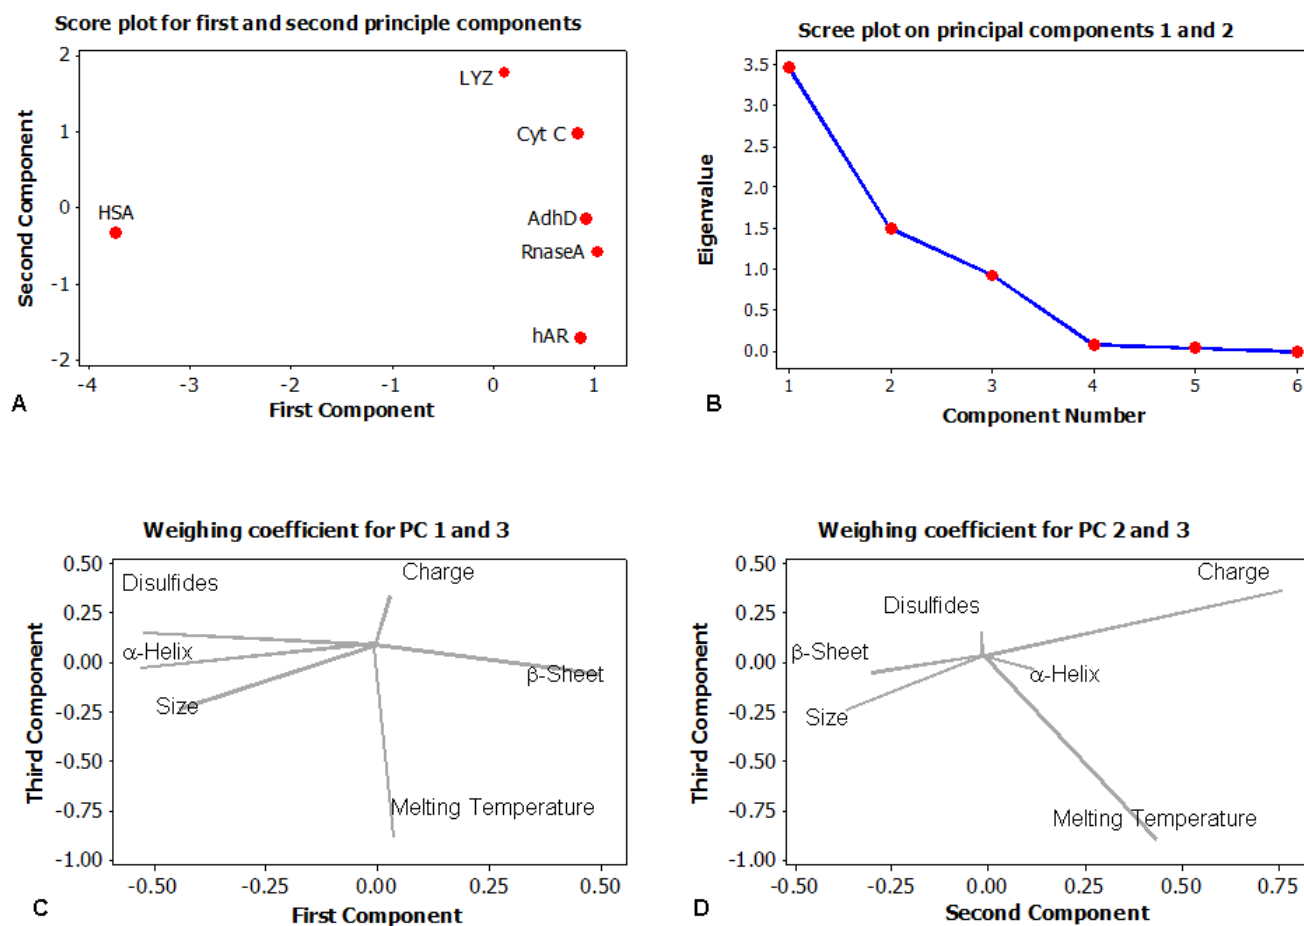 Score plot for first and second principle components
Second Component
2
1
0
-1
-2
LYZ
Cyt C
HSA
AdhD
RnaseA
hAR
-4
-3
-2
-1
0
1
First Component
A
Scree plot on principal components 1 and 2
Eigenvalue
3.5
3.0
2.5
2.0
1.5
1.0
0.5
0.0
1
2
3
4
5
6
Component Number
B
Weighing coefficient for PC 1 and 3
Third Component
0.50
0.25
0.00
-0.25
-0.50
-0.75
-1.00
Disulfides
Charge
α-Helix
β-Sheet
Size
Melting Temperature
-0.50
-0.25
0.00
0.25
0.50
First Component
C
Weighing coefficient for PC 2 and 3
Third Component
0.50
0.25
0.00
-0.25
-0.50
-0.75
-1.00
Charge
Disulfides
β-Sheet
α-Helix
Size
Melting Temperature
-0.50
-0.25
0.00
0.25
0.50
0.75
Second Component
D